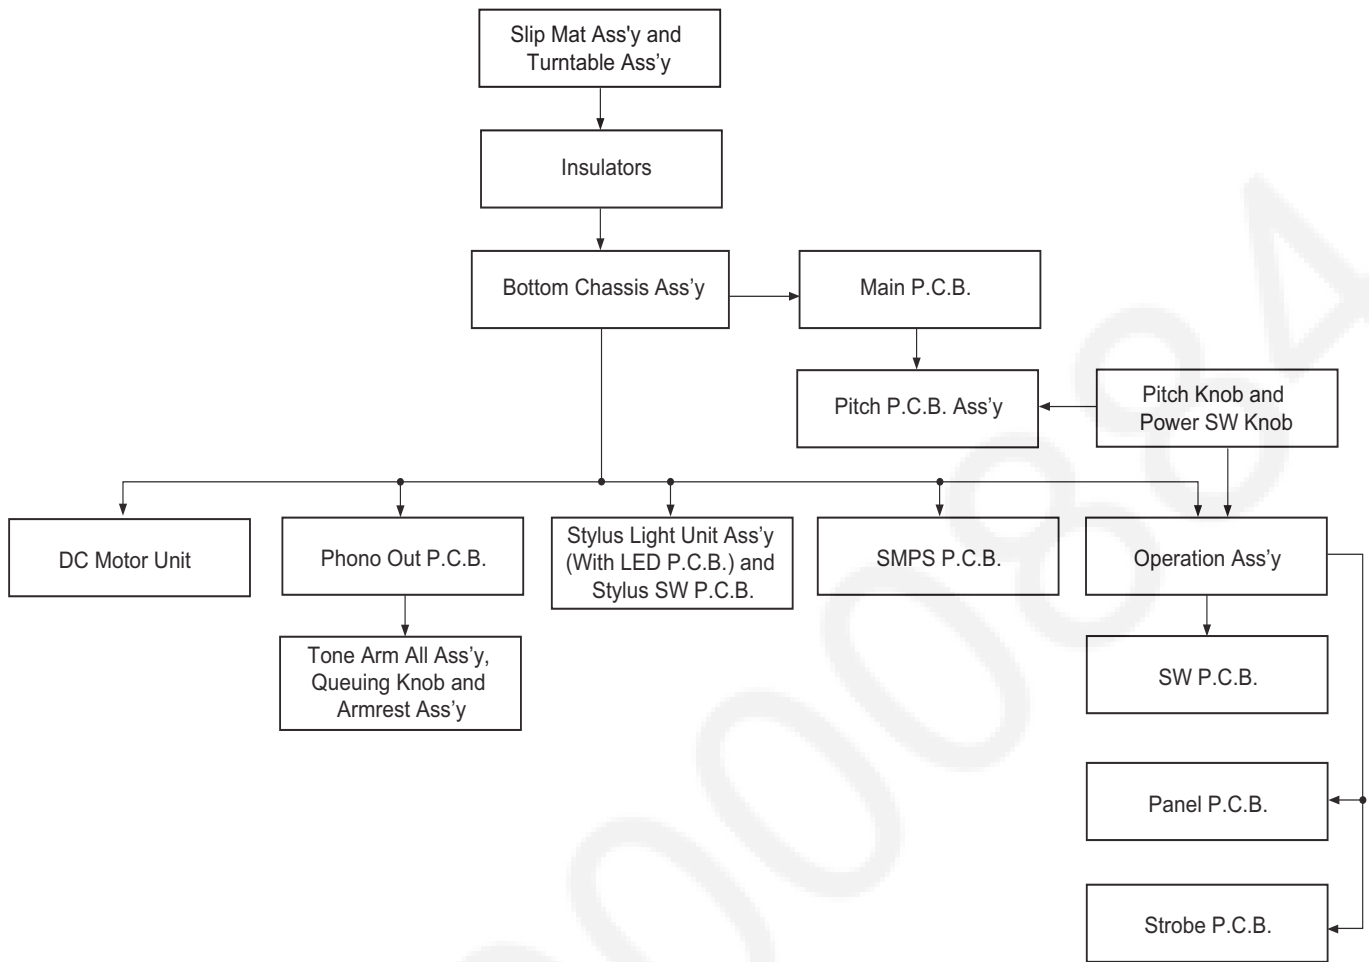 Slip Mat Ass'y and
Turntable Ass’y
Insulators
Bottom Chassis Ass’y
Main P.C.B.
Pitch P.C.B. Ass’y
Pitch Knob and
Power SW Knob
DC Motor Unit
Phono Out P.C.B.
Stylus Light Unit Ass’y
(With LED P.C.B.) and
Stylus SW P.C.B.
SMPS P.C.B.
Operation Ass’y
Tone Arm All Ass’y,
Queuing Knob and
Armrest Ass’y
SW P.C.B.
Panel P.C.B.
Strobe P.C.B.